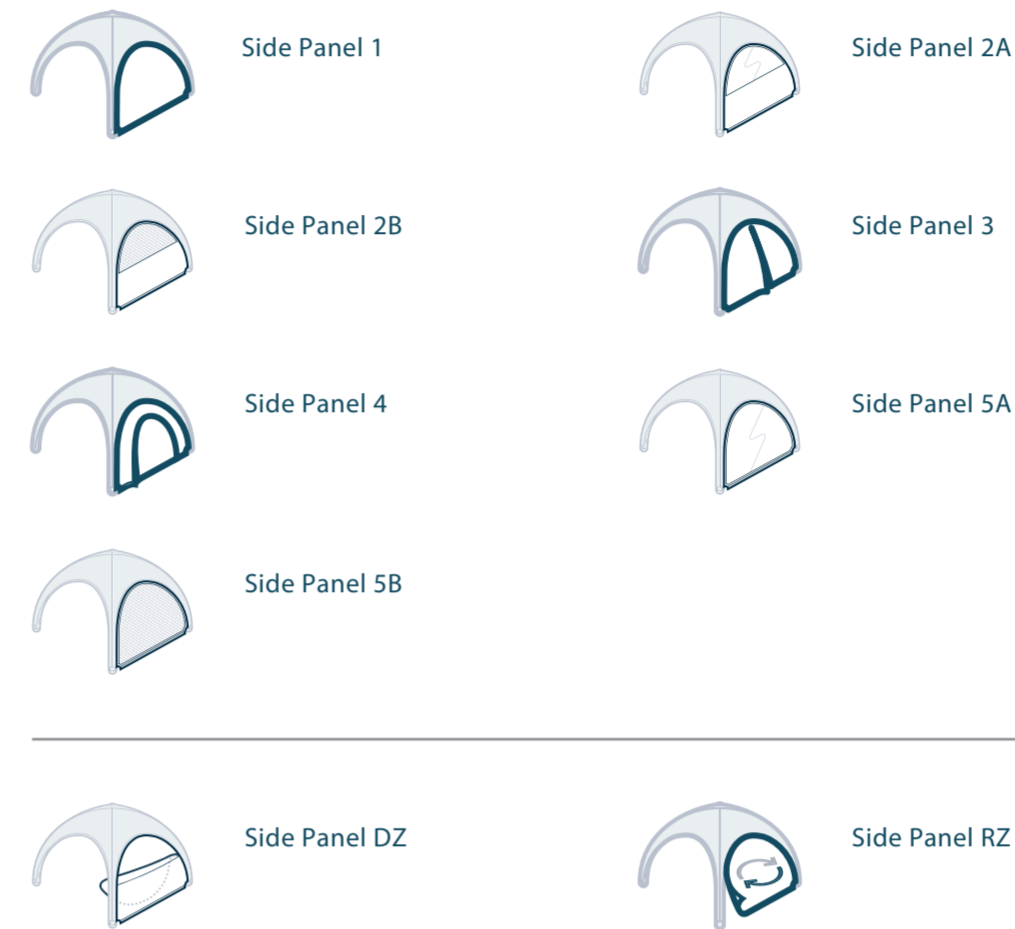 Side Panel 1
Side Panel 2A
Side Panel 2B
Side Panel 3
Side Panel 4
Side Panel 5A
Side Panel 5B
Side Panel DZ
Side Panel RZ